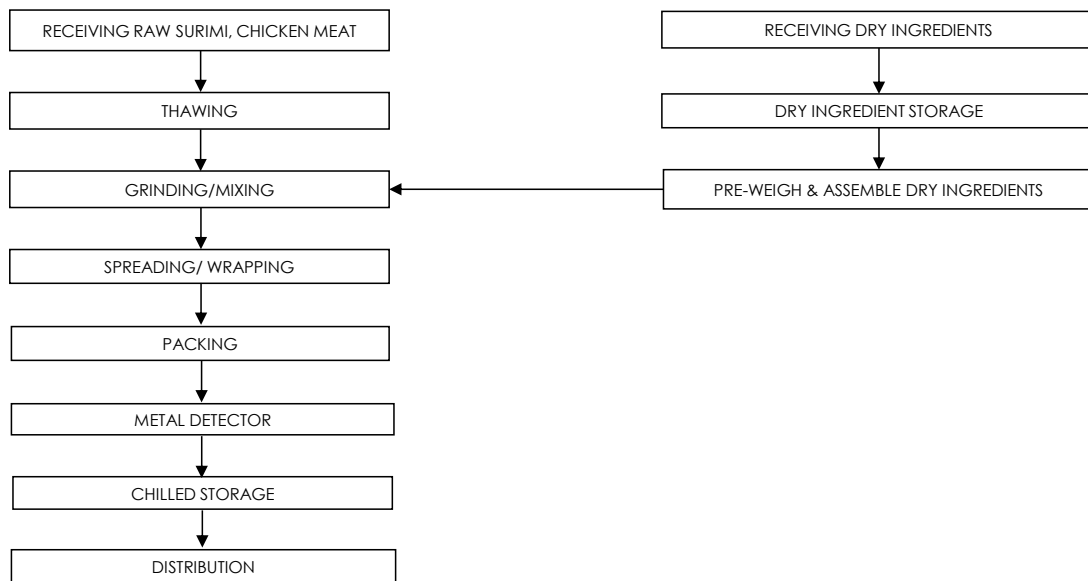 RECEIVING RAW SURIMI, CHICKEN MEAT
THAWING
GRINDING/MIXING
SPREADING/ WRAPPING
PACKING
METAL DETECTOR
CHILLED STORAGE
DISTRIBUTION
RECEIVING DRY INGREDIENTS
DRY INGREDIENT STORAGE
PRE-WEIGH & ASSEMBLE DRY INGREDIENTS